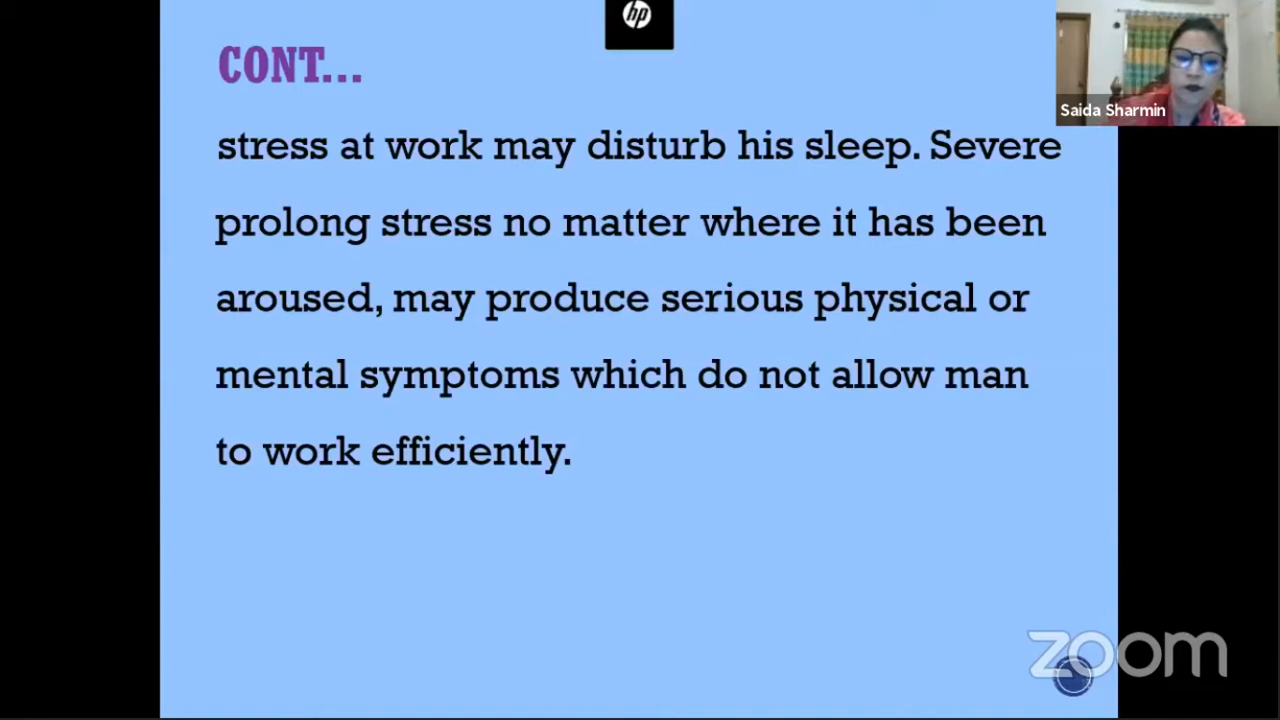 hp
CONT...
Saida Sharmin
stress at work may disturb his sleep. Severe
prolong stress no matter where it has been
aroused, may produce serious physical or
mental symptoms which do not allow man
to work efficiently.
zoom